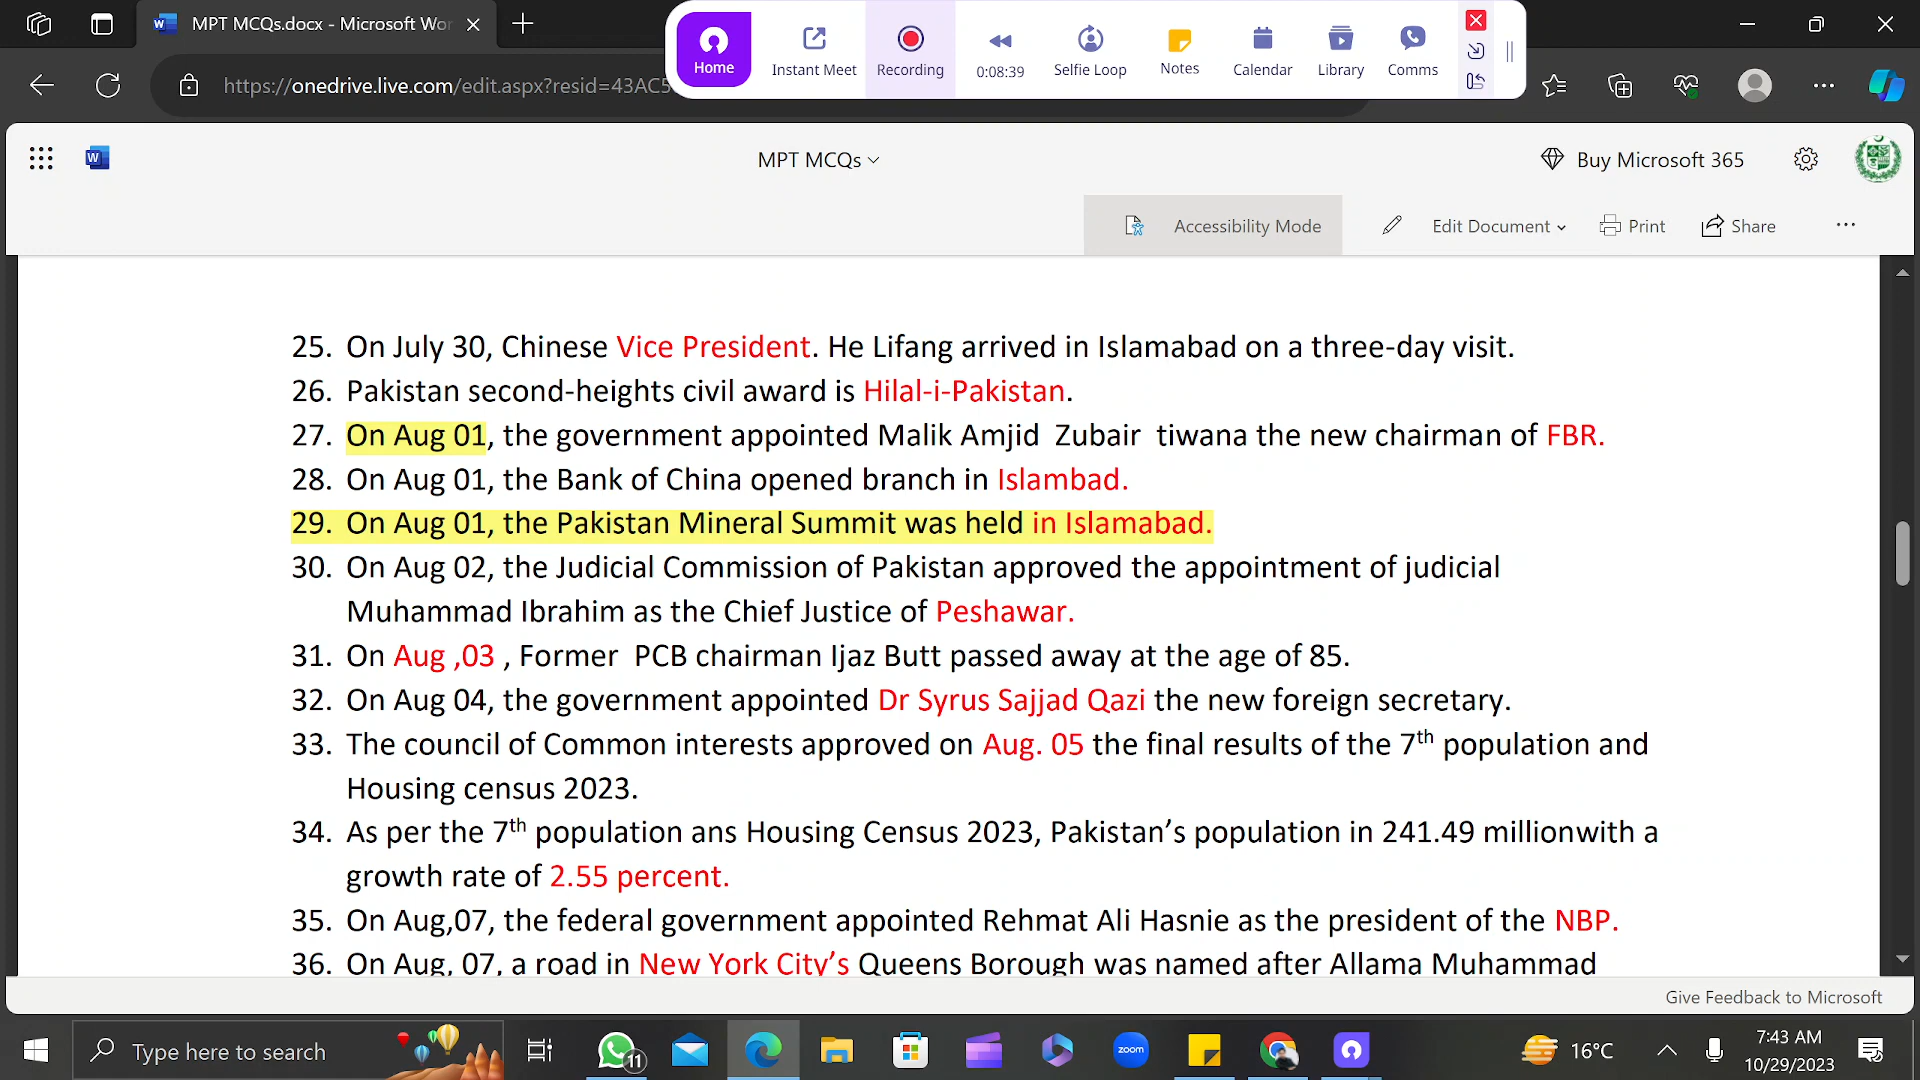 MPT MCQs.docx - Microsoft Wor
Home
Instant Meet
Recording
0:08:39
Selfie Loop
Notes
Calendar
Library
Comms
https://onedrive.live.com/edit.aspx?resid=43AC5
MPT MCQs
Buy Microsoft 365
Accessibility Mode
Edit Document
Print
Share
25. On July 30, Chinese Vice President. He Lifang arrived in Islamabad on a three-day visit.
26. Pakistan second-heights civil award is Hilal-i-Pakistan.
27. On Aug 01, the government appointed Malik Amjid Zubair tiwana the new chairman of FBR.
28. On Aug 01, the Bank of China opened branch in Islambad.
29. On Aug 01, the Pakistan Mineral Summit was held in Islamabad.
30. On Aug 02, the Judicial Commission of Pakistan approved the appointment of judicial
Muhammad Ibrahim as the Chief Justice of Peshawar.
31. On Aug ,03 , Former PCB chairman Ijaz Butt passed away at the age of 85.
32. On Aug 04, the government appointed Dr Syrus Sajjad Qazi the new foreign secretary.
33. The council of Common interests approved on Aug. 05 the final results of the 7th population and
Housing census 2023.
34. As per the 7th population ans Housing Census 2023, Pakistan's population in 241.49 millionwith a
growth rate of 2.55 percent.
35. On Aug,07, the federal government appointed Rehmat Ali Hasnie as the president of the NBP.
36. On Aug, 07, a road in New York City's Queens Borough was named after Allama Muhammad
Give Feedback to Microsoft
Type here to search
11
zoom
16°C
7:43 AM
10/29/2023